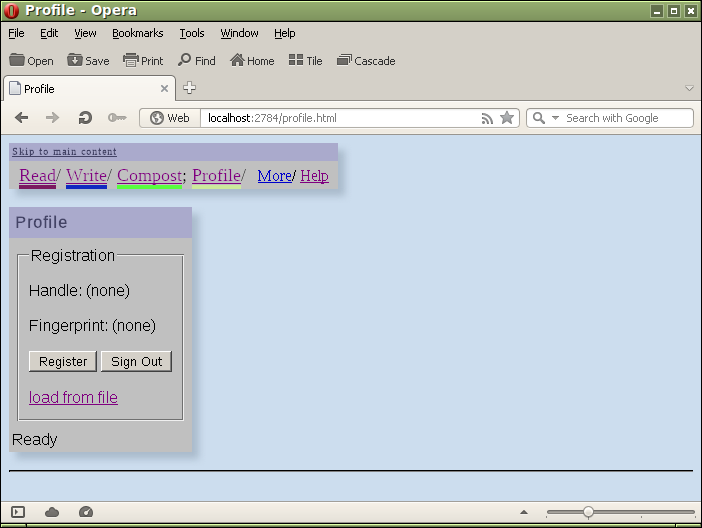 Profile - Opera
File Edit View Bookmarks Tools Window Help
Open Save Print Find Home Tile Cascade
Profile
Web localhost:2784/profile.html Search with Google
Skip to main content
Read/ Write/ Compost; Profile/ More/ Help
Profile
Registration
Handle: (none)
Fingerprint: (none)
Register Sign Out
load from file
Ready